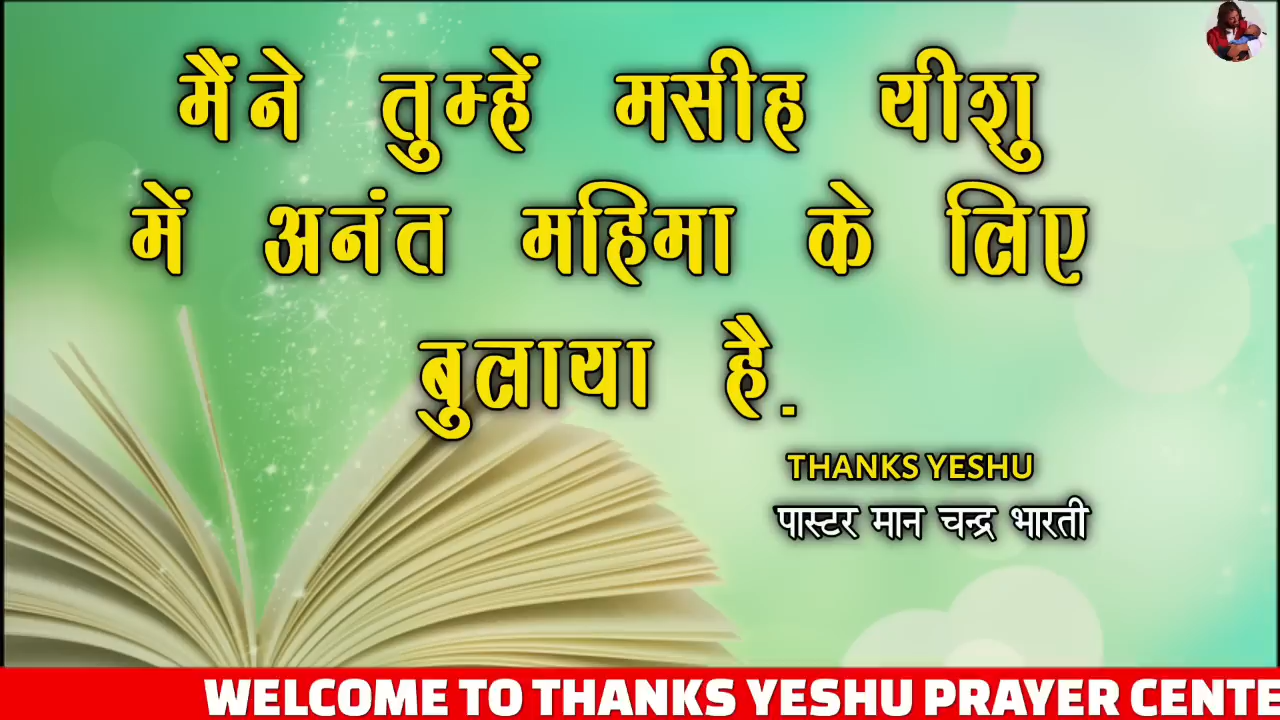 मैंने तुम्हें मसीह यीशु
में अनंत महिमा के लिए
बुलाया है.
THANKS YESHU
पास्टर मान चन्द्र भारती
WELCOME TO THANKS YESHU PRAYER CENTE